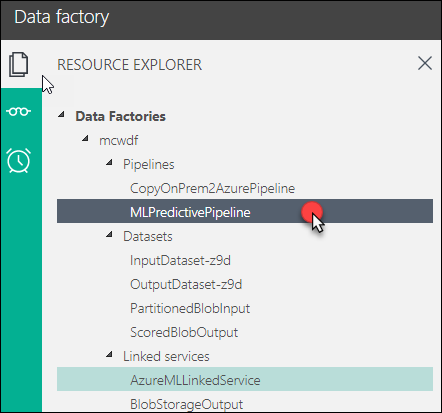 Data factory
RESOURCE EXPLORER
Data Factories
mcwdf
Pipelines
CopyOnPrem2AzurePipeline
MLPredictivePipeline
Datasets
InputDataset-z9d
OutputDataset-z9d
PartitionedBlobInput
ScoredBlobOutput
Linked services
AzureMLLinkedService
BlobStorageOutput